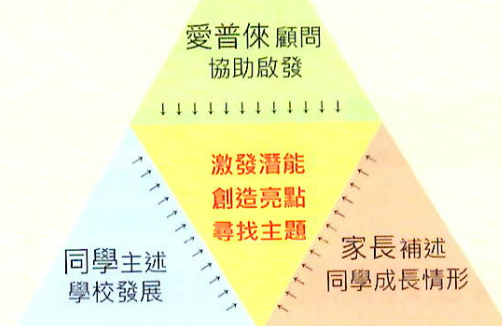 愛普倈顧問
協助啟發
激發潛能
創造亮點
尋找主題
同學主述
學校發展
家長補述
同學成長情形